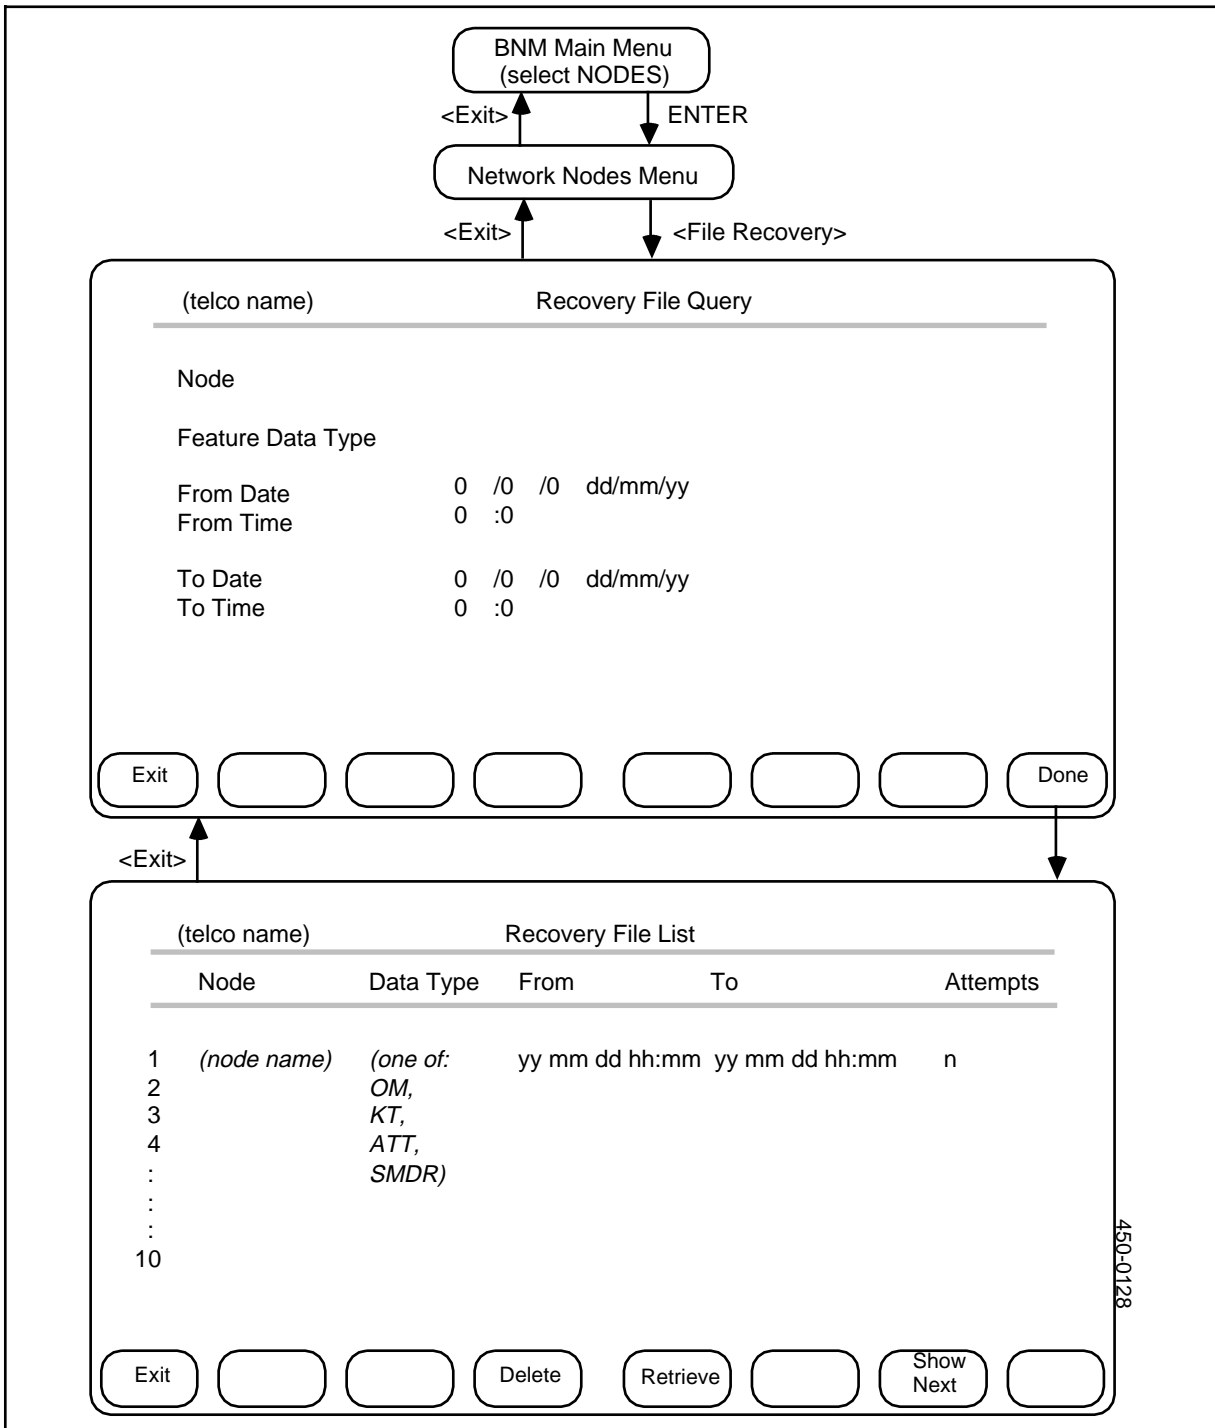 BNM Main Menu
(select NODES)
<Exit> ENTER
Network Nodes Menu
<Exit> <File Recovery>
(telco name) Recovery File Query
Node
Feature Data Type
From Date 0 /0 /0 dd/mm/yy
From Time 0 :0
To Date 0 /0 /0 dd/mm/yy
To Time 0 :0
Exit Done
<Exit>
(telco name) Recovery File List
Node Data Type From To Attempts
1 (node name) (one of: yy mm dd hh:mm yy mm dd hh:mm n
2 OM,
3 KT,
4 ATT,
: SMDR)
:
:
10
450-0128
Exit Delete Retrieve Show
Next